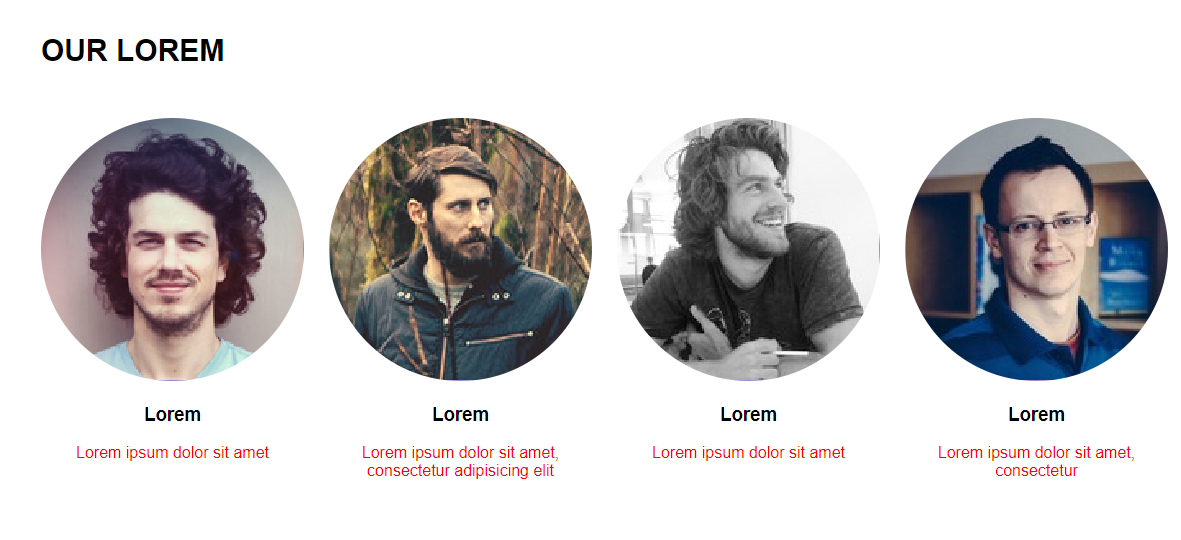 OUR LOREM
Lorem
Lorem ipsum dolor sit amet
Lorem
Lorem ipsum dolor sit amet,
consectetur adipisicing elit
Lorem
Lorem ipsum dolor sit amet
Lorem
Lorem ipsum dolor sit amet,
consectetur